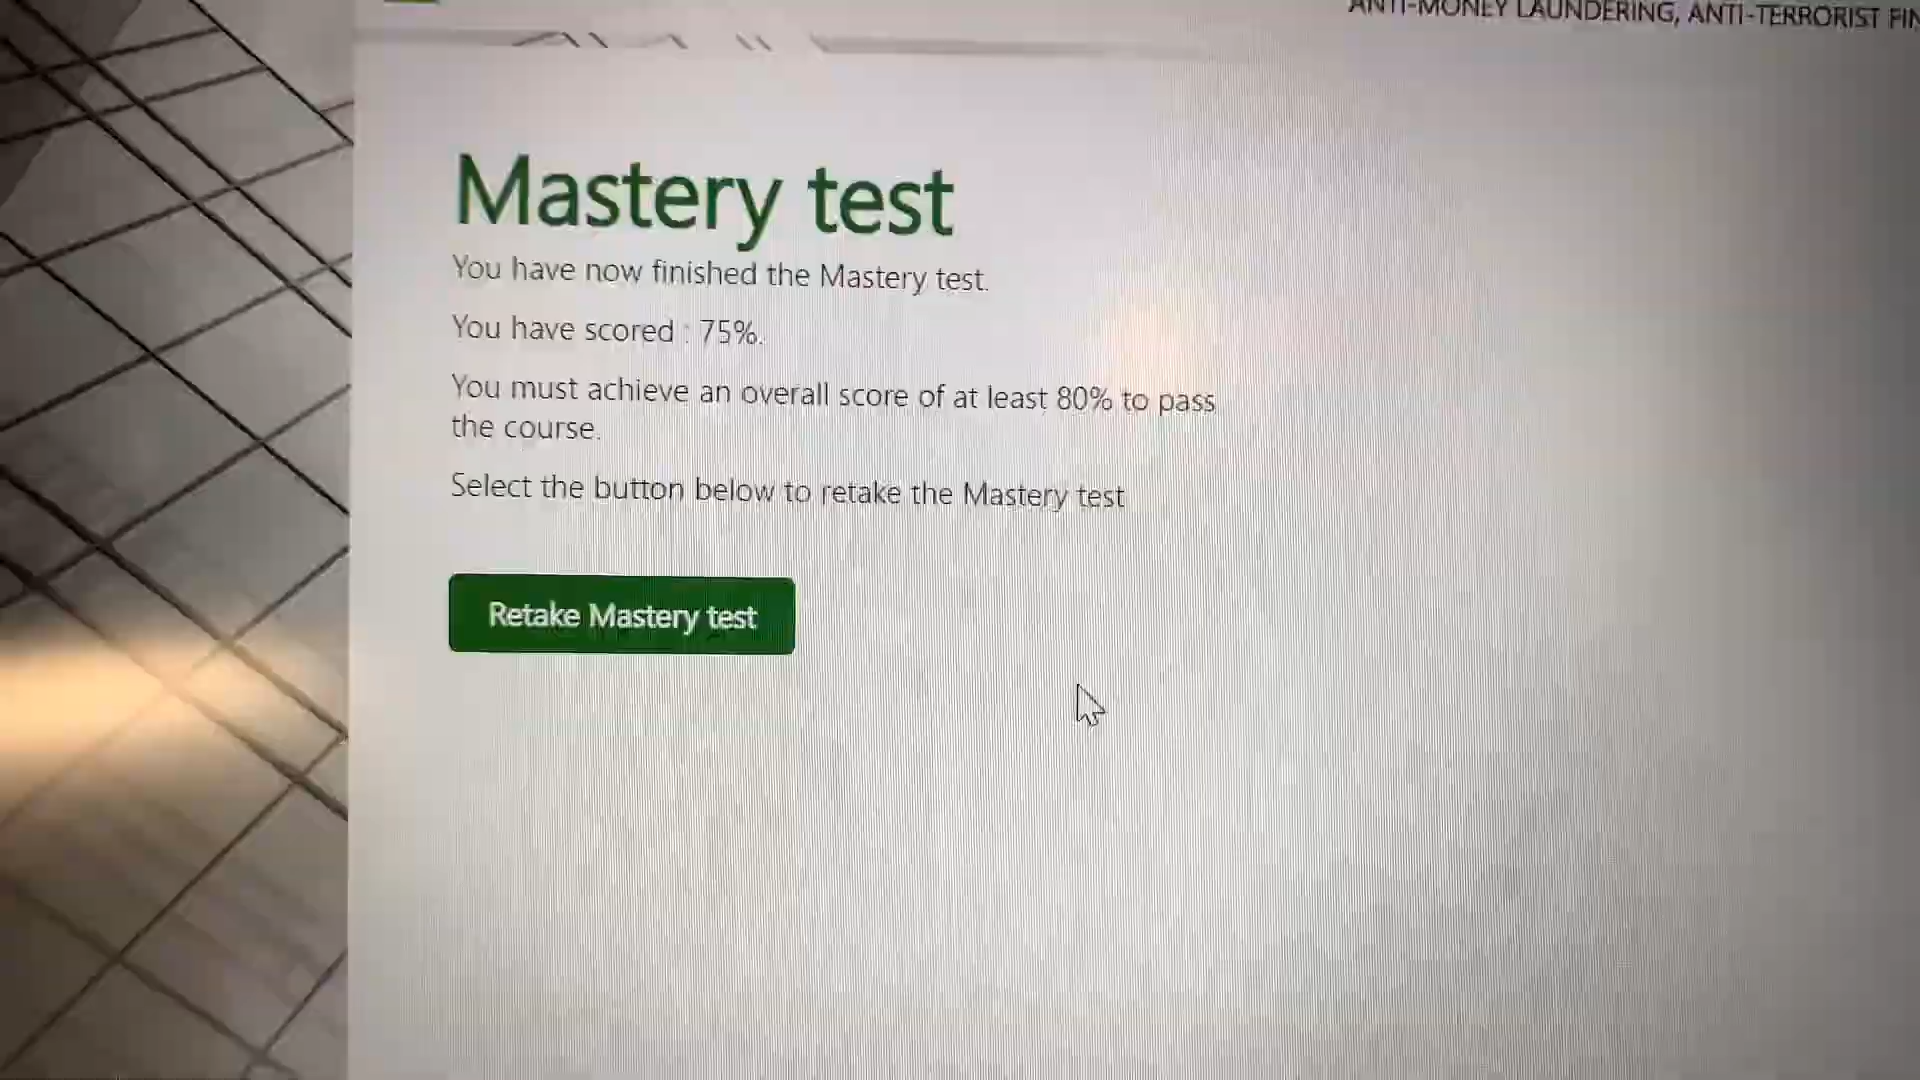 ANTI-MONEY LAUNDERING, ANTI-TERRORIST
Mastery test
You have now finished the Mastery test.
You have scored : 75%.
You must achieve an overall score of at least 80% to pass
the course.
Select the button below to retake the Mastery test
Retake Mastery test